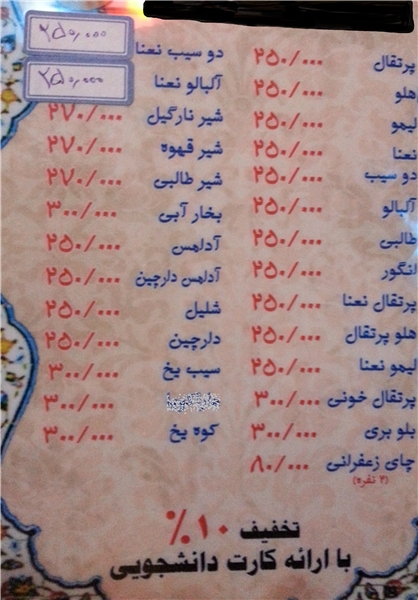 پرتقال ۲۵۰/۰۰۰
هلو ۲۵۰/۰۰۰
لیمو ۲۵۰/۰۰۰
نعنا ۲۵۰/۰۰۰
دو سیب ۲۵۰/۰۰۰
آلبالو ۲۵۰/۰۰۰
طالبی ۲۵۰/۰۰۰
انگور ۲۵۰/۰۰۰
پرتقال نعنا ۲۵۰/۰۰۰
هلو پرتقال ۲۵۰/۰۰۰
لیمو نعنا ۲۵۰/۰۰۰
پرتقال خونی ۳۰۰/۰۰۰
بلو بری ۳۰۰/۰۰۰
چای زعفرانی ۸۰/۰۰۰
(۲ نفره)
دو سیب نعنا ۲۵۰,۰۰۰
آلبالو نعنا ۲۵۰,۰۰۰
شیر نارگیل ۲۷۰/۰۰۰
شیر قهوه ۲۷۰/۰۰۰
شیر طالبی ۲۷۰/۰۰۰
بخار آبی ۳۰۰/۰۰۰
آدامس ۲۵۰/۰۰۰
آدامس دارچین ۲۵۰/۰۰۰
شلیل ۲۵۰/۰۰۰
دارچین ۲۵۰/۰۰۰
سیب یخ ۳۰۰/۰۰۰
۳۰۰/۰۰۰
کوه یخ ۳۰۰/۰۰۰
تخفیف ۱۰٪
با ارائه کارت دانشجویی